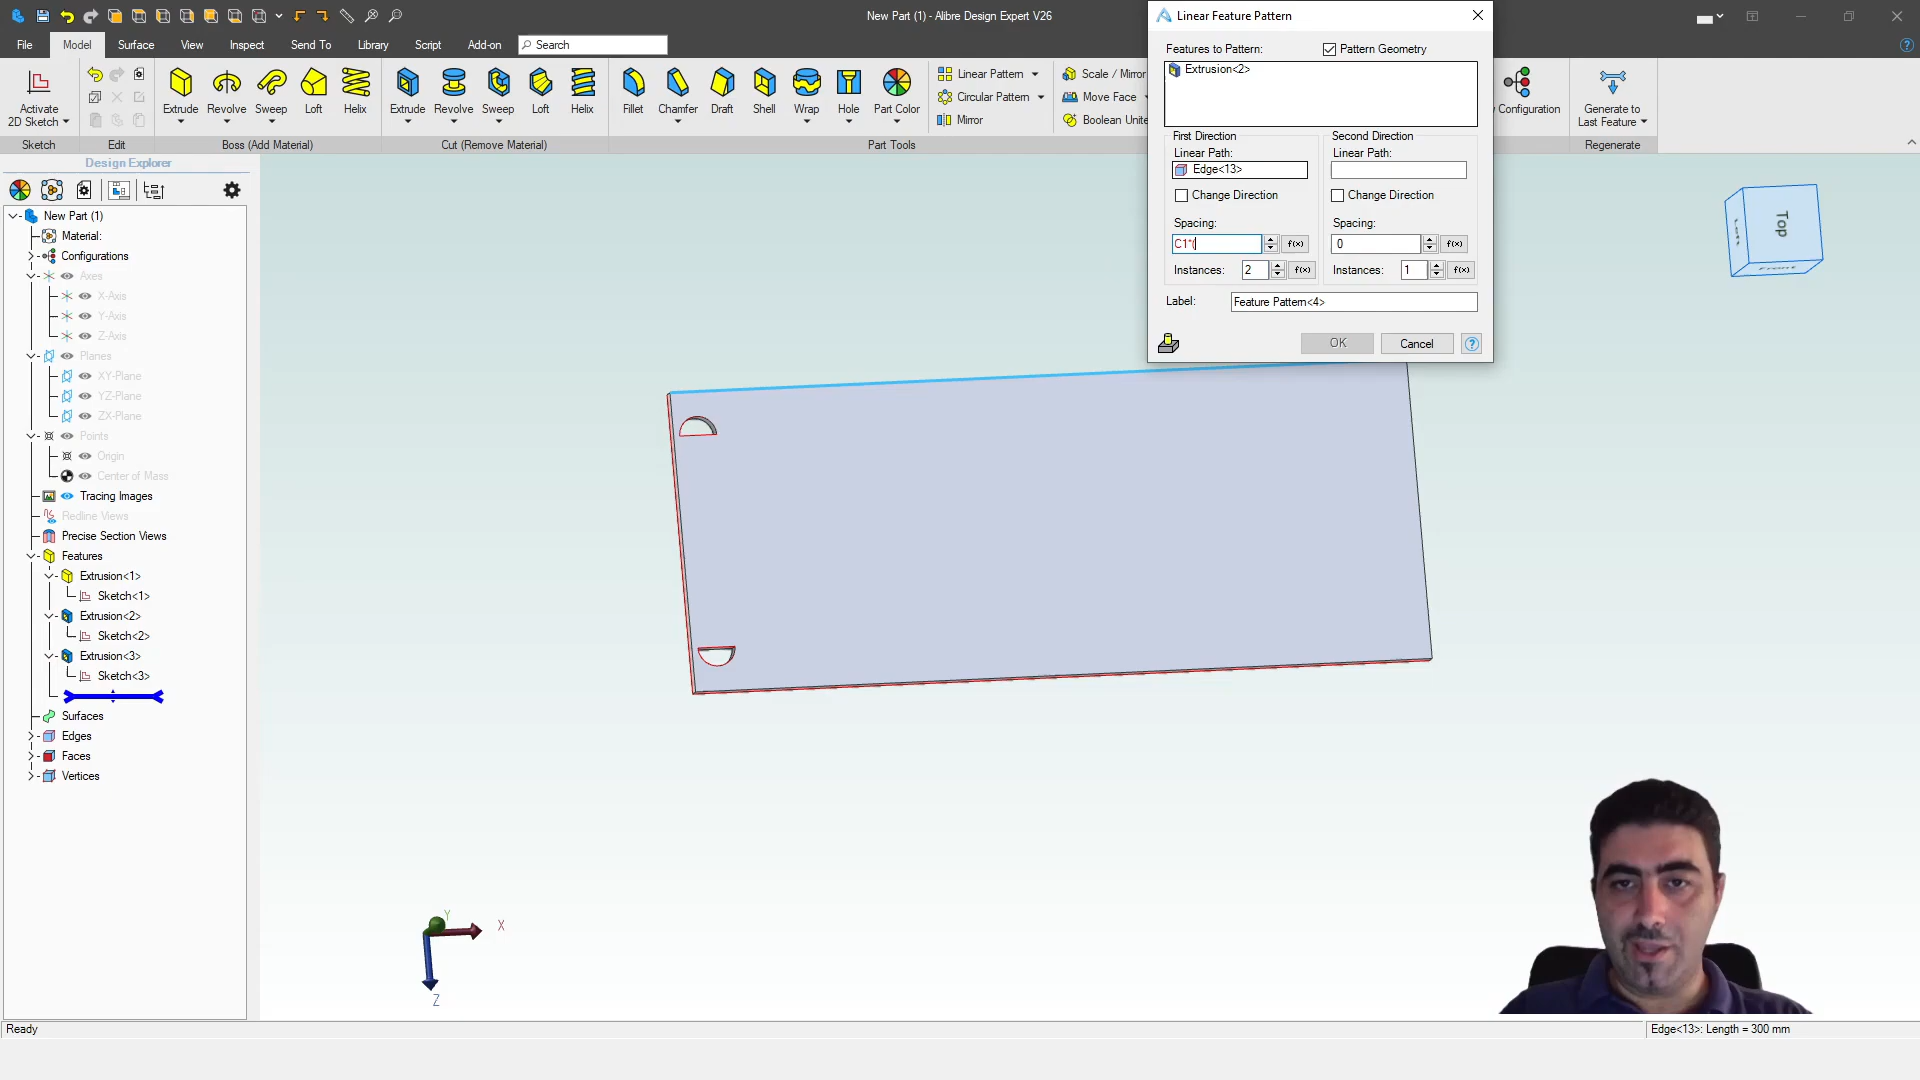 New Part (1) - Alibre Design Expert V26
File
Model
Surface
View
Inspect
Send To
Library
Script
Add-on
Search
Activate
2D Sketch
Sketch
Edit
Extrude
Revolve
Sweep
Loft
Helix
Boss (Add Material)
Extrude
Revolve
Sweep
Loft
Helix
Cut (Remove Material)
Fillet
Chamfer
Draft
Shell
Wrap
Hole
Part Color
Linear Pattern
Circular Pattern
Mirror
Scale / Mirror
Move Face
Boolean Unite
Part Tools
Configuration
Generate to
Last Feature
Regenerate
Linear Feature Pattern
Features to Pattern:
Pattern Geometry
Extrusion<2>
First Direction
Linear Path:
Edge<13>
Change Direction
Spacing:
C1*(
f(x)
Instances:
2
f(x)
Second Direction
Linear Path:
Change Direction
Spacing:
0
f(x)
Instances:
1
f(x)
Label:
Feature Pattern<4>
OK
Cancel
?
Design Explorer
New Part (1)
Material:
Configurations
Axes
X-Axis
Y-Axis
Z-Axis
Planes
XY-Plane
YZ-Plane
ZX-Plane
Points
Origin
Center of Mass
Tracing Images
Redline Views
Precise Section Views
Features
Extrusion<1>
Sketch<1>
Extrusion<2>
Sketch<2>
Extrusion<3>
Sketch<3>
Surfaces
Edges
Faces
Vertices
Top
Left
Front
Y
X
Z
Ready
Edge<13>: Length = 300 mm